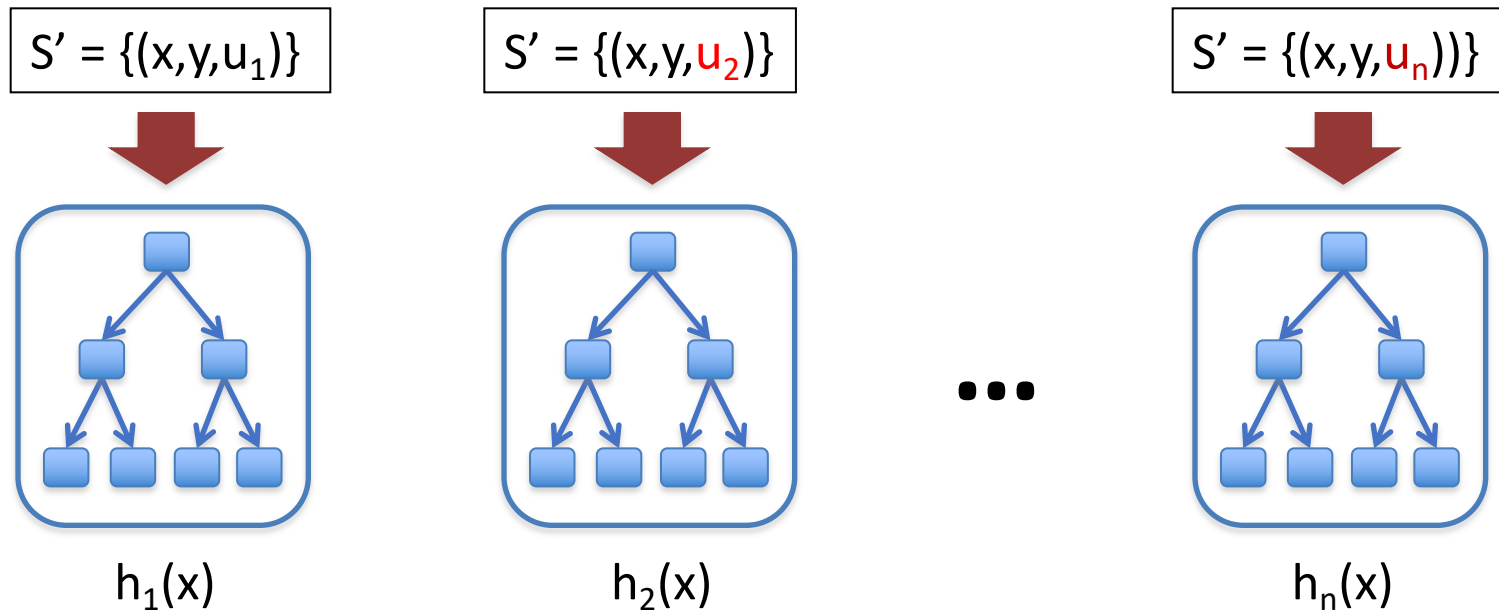 S’ = {(x,y,u₁)}
S’ = {(x,y,u₂)}
S’ = {(x,y,uₙ))}
...
h₁(x)
h₂(x)
hₙ(x)